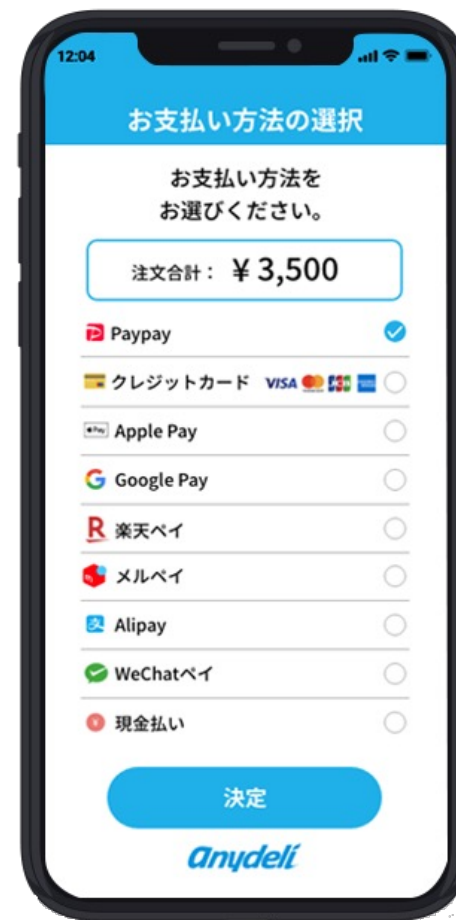 12:04
お支払い方法の選択
お支払い方法を
お選びください。
注文合計： ¥ 3,500
Paypay
クレジットカード VISA JCB
Apple Pay
Google Pay
R 楽天ペイ
メルペイ
支 Alipay
WeChatペイ
¥ 現金払い
決定
anydeli